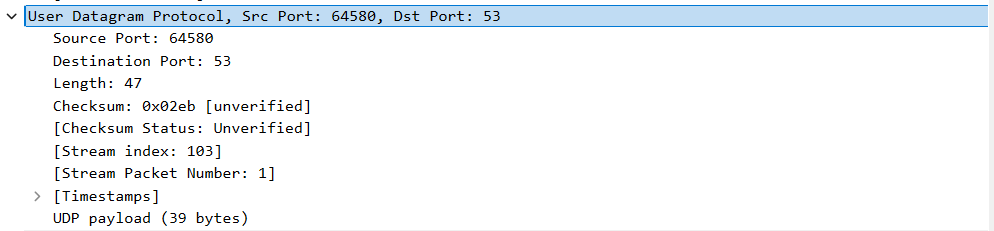 User Datagram Protocol, Src Port: 64580, Dst Port: 53
Source Port: 64580
Destination Port: 53
Length: 47
Checksum: 0x02eb [unverified]
[Checksum Status: Unverified]
[Stream index: 103]
[Stream Packet Number: 1]
[Timestamps]
UDP payload (39 bytes)